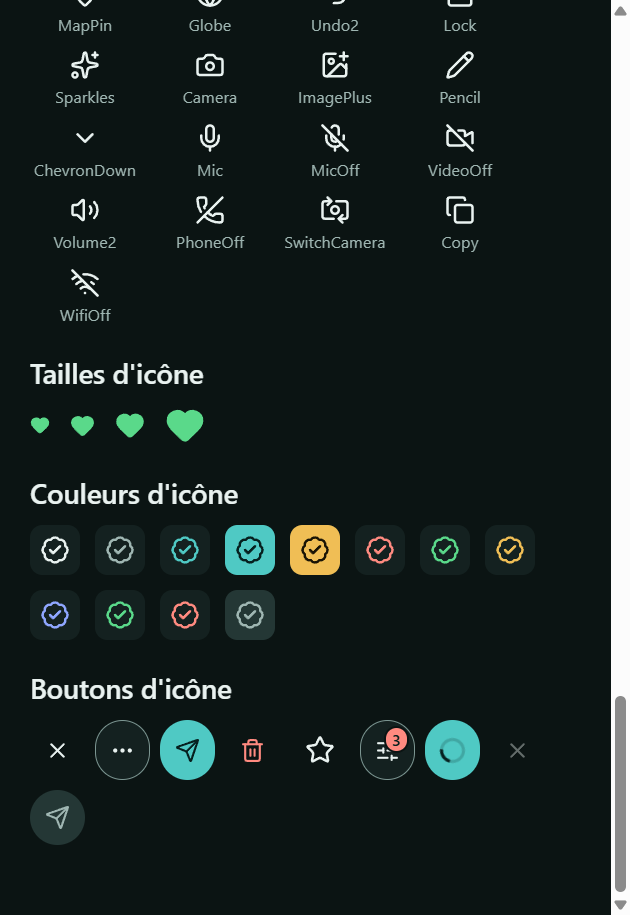 MapPin Globe Undo2 Lock
Sparkles Camera ImagePlus Pencil
ChevronDown Mic MicOff VideoOff
Volume2 PhoneOff SwitchCamera Copy
WifiOff
Tailles d'icône
Couleurs d'icône
Boutons d'icône
3